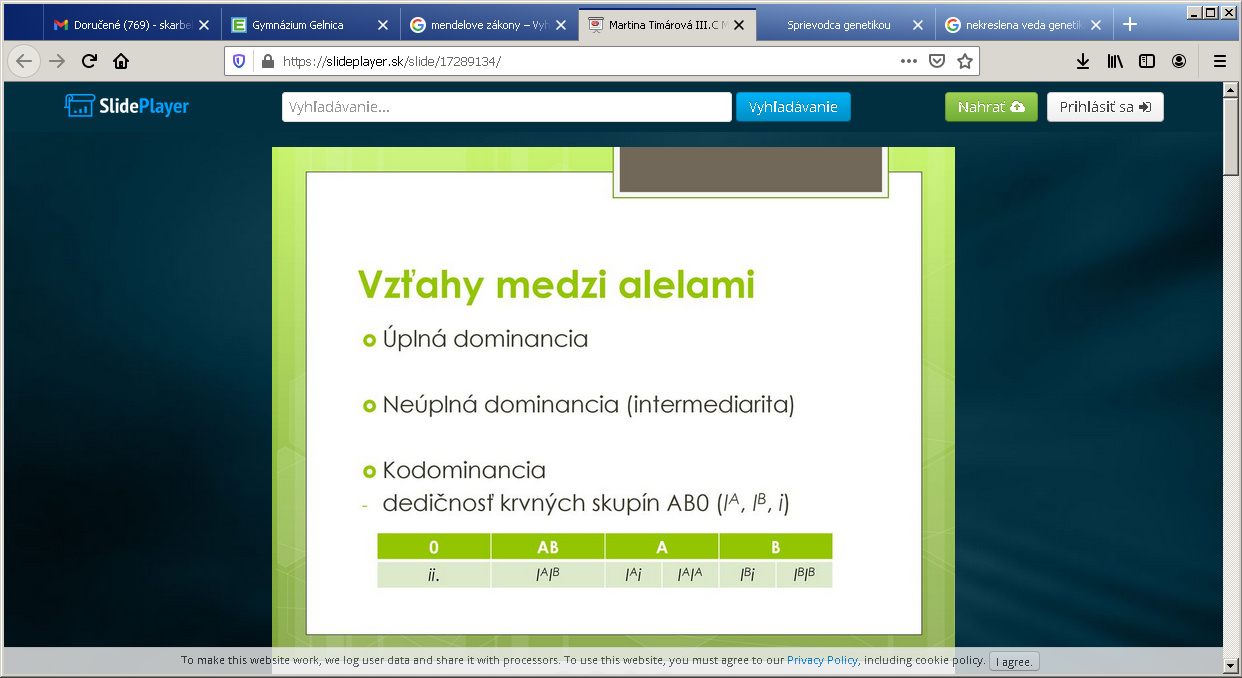 Doručené (769) - skarbe
Gymnázium Gelnica
mendelove zákony – Vyh
Martina Timárová III.C M
Sprievodca genetikou
nekreslena veda genetik
https://slideplayer.sk/slide/17289134/
SlidePlayer
Vyhľadávanie...
Vyhľadávanie
Nahrať
Prihlásiť sa
Vzťahy medzi alelami
Úplná dominancia
Neúplná dominancia (intermediarita)
Kodominancia
- dedičnosť krvných skupín AB0 (Iᴬ, Iᴮ, i)
0 AB A B
ii. IᴬIᴮ Iᴬi IᴬIᴬ Iᴮi IᴮIᴮ
To make this website work, we log user data and share it with processors. To use this website, you must agree to our Privacy Policy, including cookie policy. I agree.